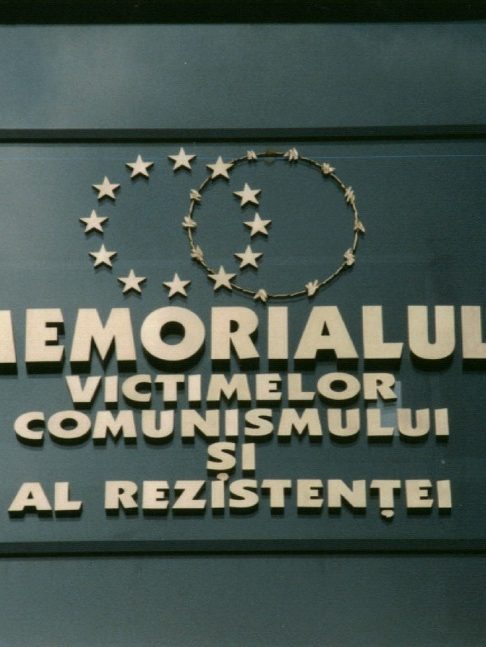 MEMORIALUL
VICTIMELOR
COMUNISMULUI
ȘI
AL REZISTENȚEI